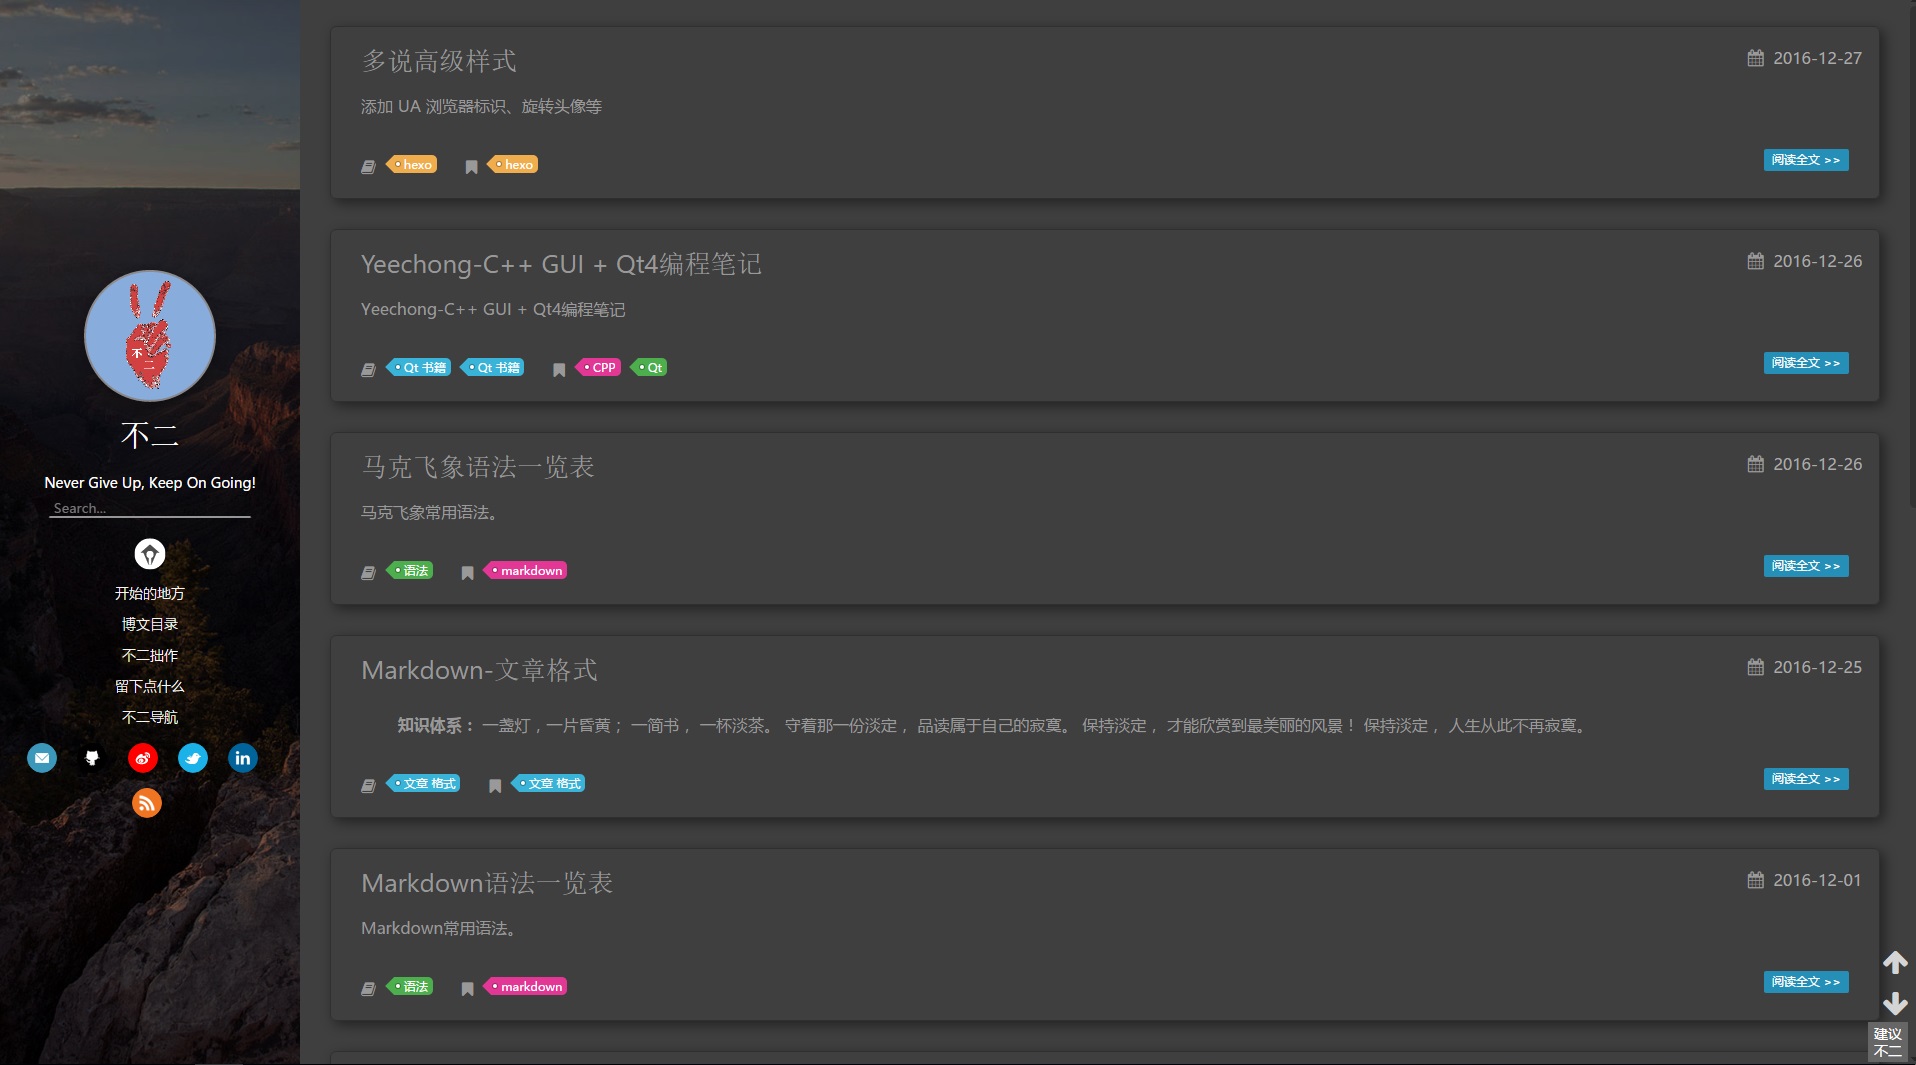 不二
不二
Never Give Up, Keep On Going!
Search...
开始的地方
博文目录
不二拙作
留下点什么
不二导航
多说高级样式
2016-12-27
添加 UA 浏览器标识、旋转头像等
hexo hexo
阅读全文 >>
Yeechong-C++ GUI + Qt4编程笔记
2016-12-26
Yeechong-C++ GUI + Qt4编程笔记
Qt 书籍 Qt 书籍 CPP Qt
阅读全文 >>
马克飞象语法一览表
2016-12-26
马克飞象常用语法。
语法 markdown
阅读全文 >>
Markdown-文章格式
2016-12-25
知识体系： 一盏灯，一片昏黄； 一简书， 一杯淡茶。 守着那一份淡定， 品读属于自己的寂寞。 保持淡定， 才能欣赏到最美丽的风景！ 保持淡定， 人生从此不再寂寞。
文章 格式 文章 格式
阅读全文 >>
Markdown语法一览表
2016-12-01
Markdown常用语法。
语法 markdown
阅读全文 >>
建议
不二